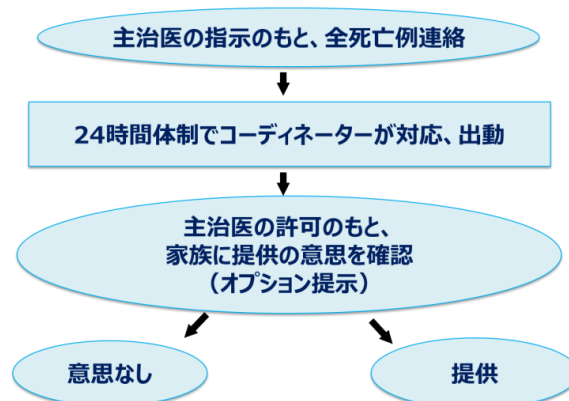 主治医の指示のもと、全死亡例連絡
24時間体制でコーディネーターが対応、出動
主治医の許可のもと、
家族に提供の意思を確認
（オプション提示）
意思なし
提供